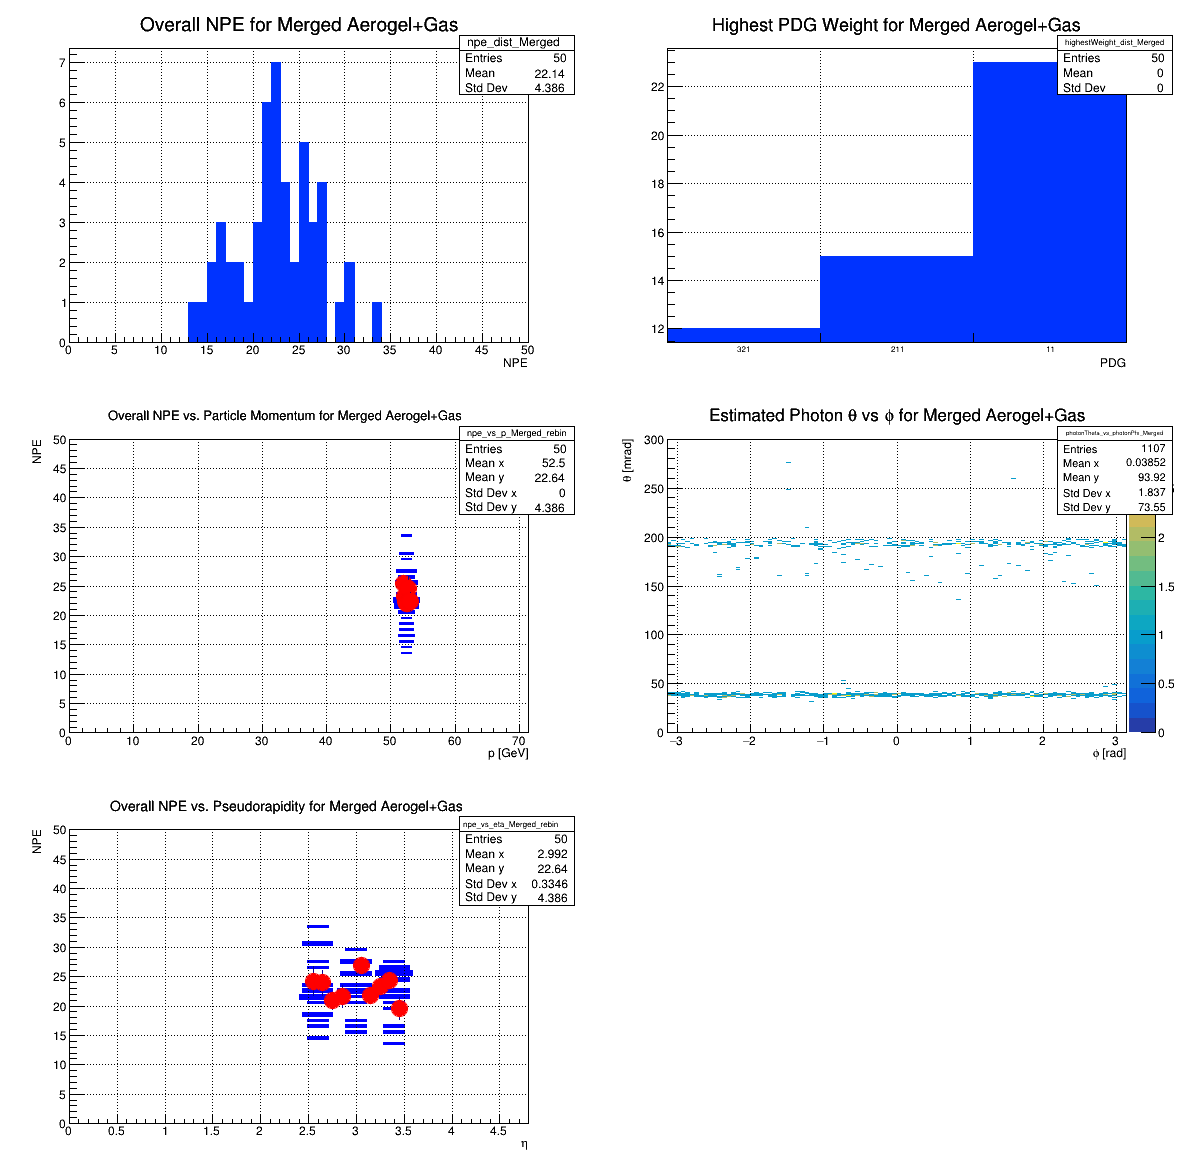 Overall NPE for Merged Aerogel+Gas
npe_dist_Merged
Entries 50
Mean 22.14
Std Dev 4.386
7
6
5
4
3
2
1
0
0 5 10 15 20 25 30 35 40 45 50
NPE
Highest PDG Weight for Merged Aerogel+Gas
highestWeight_dist_Merged
Entries 50
Mean 0
Std Dev 0
22
20
18
16
14
12
321 211 11
PDG
Overall NPE vs. Particle Momentum for Merged Aerogel+Gas
npe_vs_p_Merged_rebin
Entries 50
Mean x 52.5
Mean y 22.64
Std Dev x 0
Std Dev y 4.386
NPE
50
45
40
35
30
25
20
15
10
5
0
0 10 20 30 40 50 60 70
p [GeV]
Estimated Photon θ vs ϕ for Merged Aerogel+Gas
photonTheta_vs_photonPhi_Merged
Entries 1107
Mean x 0.03852
Mean y 93.92
Std Dev x 1.837
Std Dev y 73.55
θ [mrad]
300
250
200
150
100
50
0
−3 −2 −1 0 1 2 3
ϕ [rad]
2
1.5
1
0.5
0
Overall NPE vs. Pseudorapidity for Merged Aerogel+Gas
npe_vs_eta_Merged_rebin
Entries 50
Mean x 2.992
Mean y 22.64
Std Dev x 0.3346
Std Dev y 4.386
NPE
50
45
40
35
30
25
20
15
10
5
0
0 0.5 1 1.5 2 2.5 3 3.5 4 4.5
η